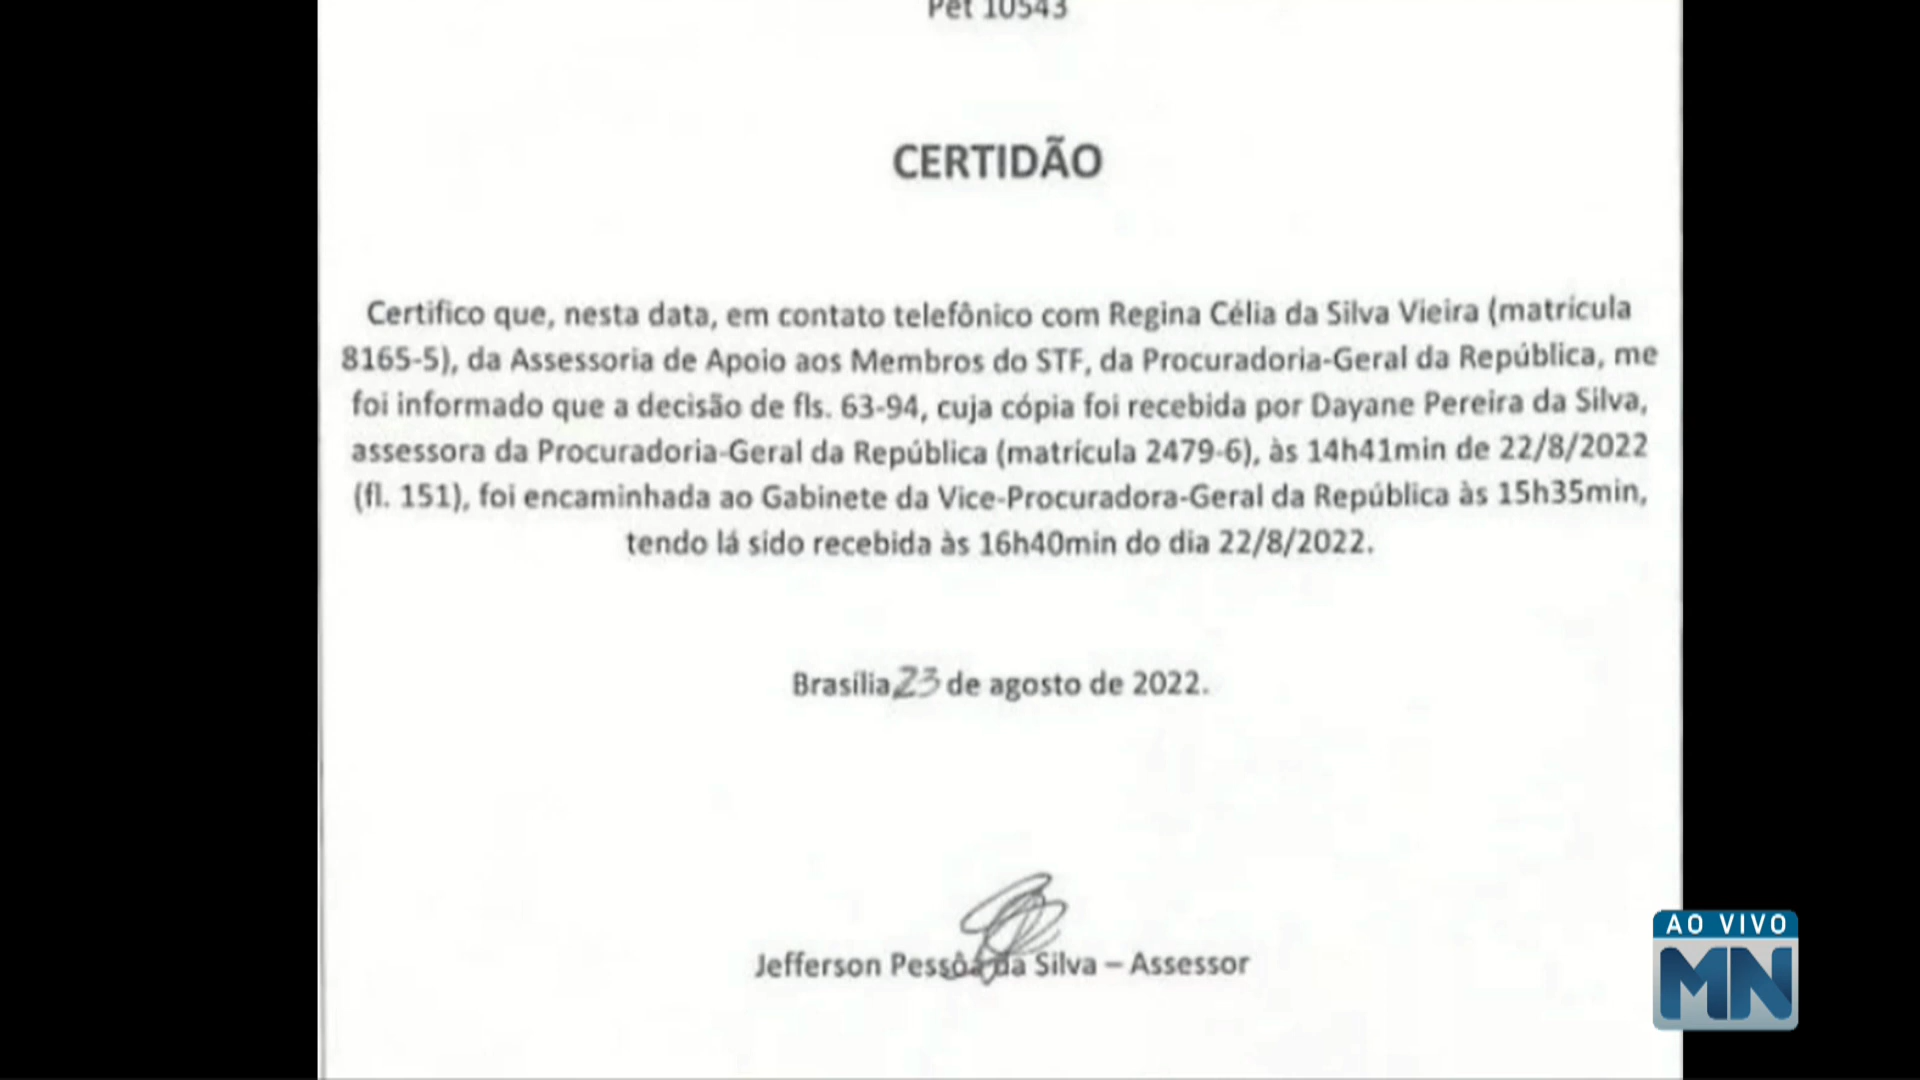 Pet 10543
CERTIDÃO
Certifico que, nesta data, em contato telefônico com Regina Célia da Silva Vieira (matrícula
8165-5), da Assessoria de Apoio aos Membros do STF, da Procuradoria-Geral da República, me
foi informado que a decisão de fls. 63-94, cuja cópia foi recebida por Dayane Pereira da Silva,
assessora da Procuradoria-Geral da República (matrícula 2479-6), às 14h41min de 22/8/2022
(fl. 151), foi encaminhada ao Gabinete da Vice-Procuradora-Geral da República às 15h35min,
tendo lá sido recebida às 16h40min do dia 22/8/2022.
Brasília, 23 de agosto de 2022.
Jefferson Pessôa da Silva – Assessor
AO VIVO
MN